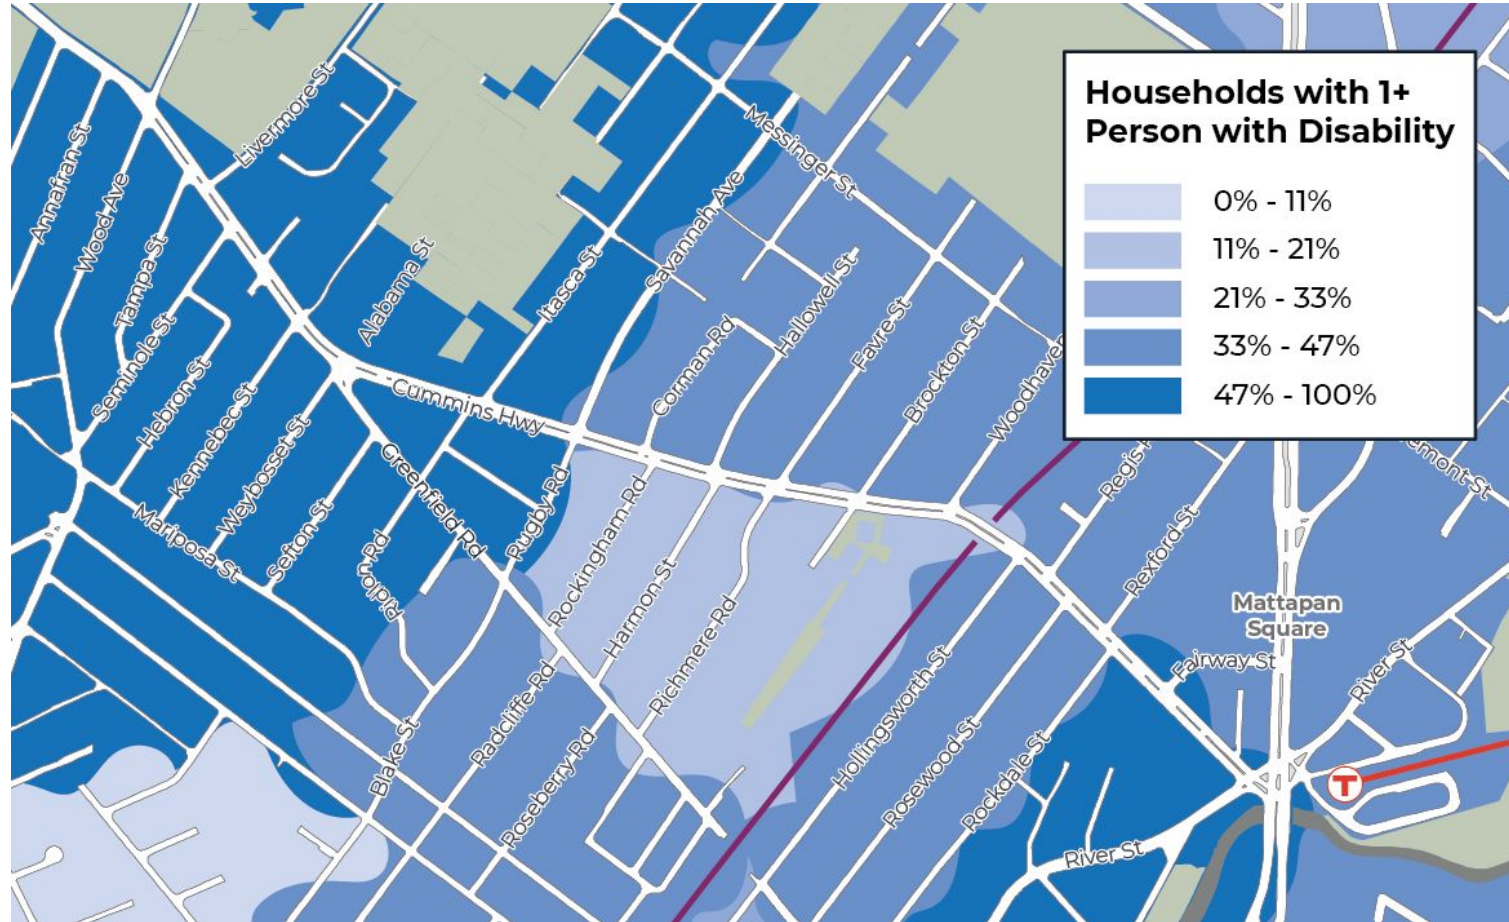 Households with 1+
Person with Disability
0% - 11%
11% - 21%
21% - 33%
33% - 47%
47% - 100%
Annafran St
Wood Ave
Tampa St
Livermore St
Seminole St
Hebron St
Kennebec St
Weybosset St
Sefton St
Mariposa St
Alabama St
Itasca St
Savannah Ave
Messinger St
Cummins Hwy
Greenfield Rd
Pugby Rd
Ridlon Rd
Corman Rd
Hallowell St
Favre St
Brockton St
Woodhaven
Regis
Rexford St
Rockingham Rd
Harmon St
Richmere Rd
Radcliffe Rd
Roseberry Rd
Blake St
Hollingsworth St
Rosewood St
Rockdale St
Mattapan
Square
Fairway St
River St
River St
T